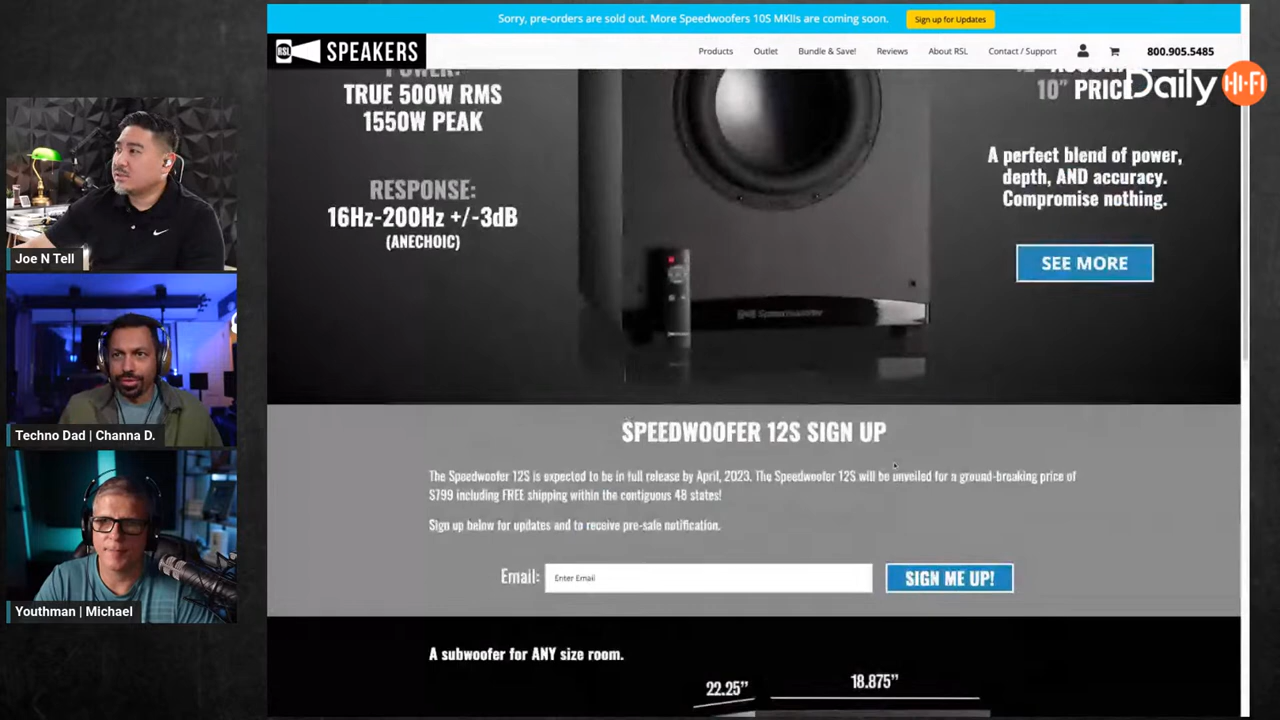 Sorry, pre-orders are sold out. More Speedwoofers 10S MKIIs are coming soon.
Sign up for Updates
RSL SPEAKERS
Products
Outlet
Bundle & Save!
Reviews
About RSL
Contact / Support
800.905.5485
Daily HI-FI
POWER:
TRUE 500W RMS
1550W PEAK
10" PRICE
RESPONSE:
16Hz-200Hz +/-3dB
(ANECHOIC)
A perfect blend of power,
depth, AND accuracy.
Compromise nothing.
SEE MORE
Speedwoofer
Joe N Tell
Techno Dad | Channa D.
Youthman | Michael
SPEEDWOOFER 12S SIGN UP
The Speedwoofer 12S is expected to be in full release by April, 2023. The Speedwoofer 12S will be unveiled for a ground-breaking price of
$799 including FREE shipping within the contiguous 48 states!
Sign up below for updates and to receive pre-sale notification.
Email:
Enter Email
SIGN ME UP!
A subwoofer for ANY size room.
22.25”
18.875”